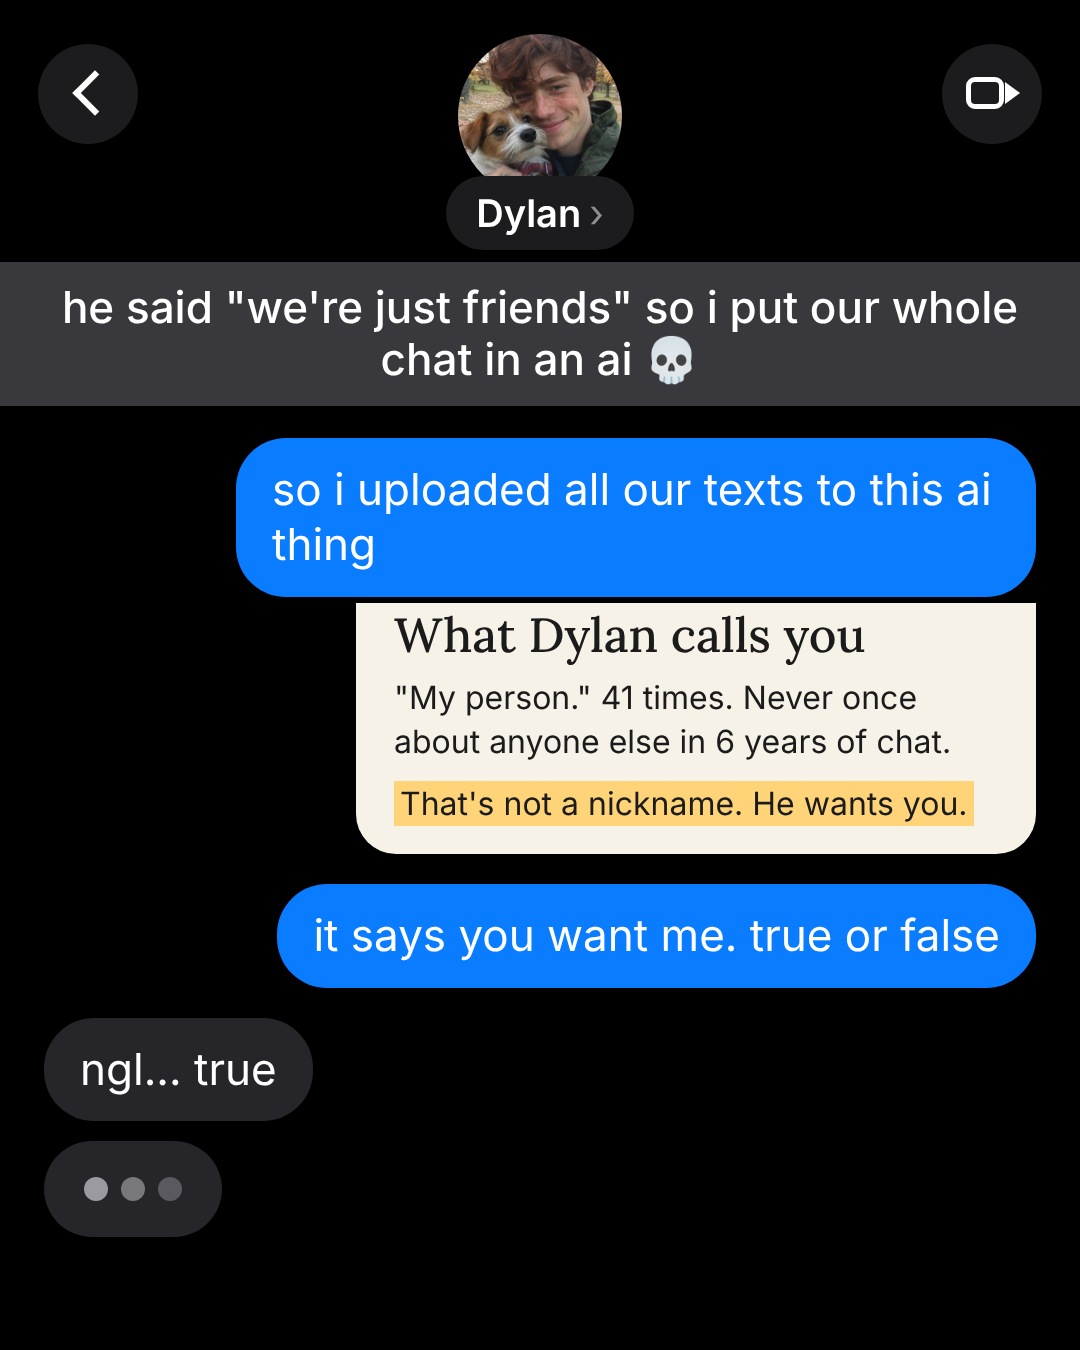 Dylan ›
he said "we're just friends" so i put our whole
chat in an ai 💀
so i uploaded all our texts to this ai
thing
What Dylan calls you
"My person." 41 times. Never once
about anyone else in 6 years of chat.
That's not a nickname. He wants you.
it says you want me. true or false
ngl... true